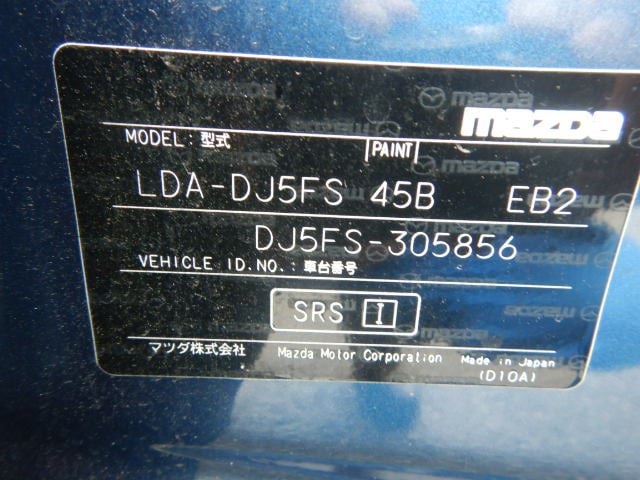 mazda
MODEL: 型式 PAINT
LDA-DJ5FS 45B EB2
DJ5FS-305856
VEHICLE ID.NO.: 車台番号
SRS I
マツダ株式会社 Mazda Motor Corporation Made in Japan
(D10A)